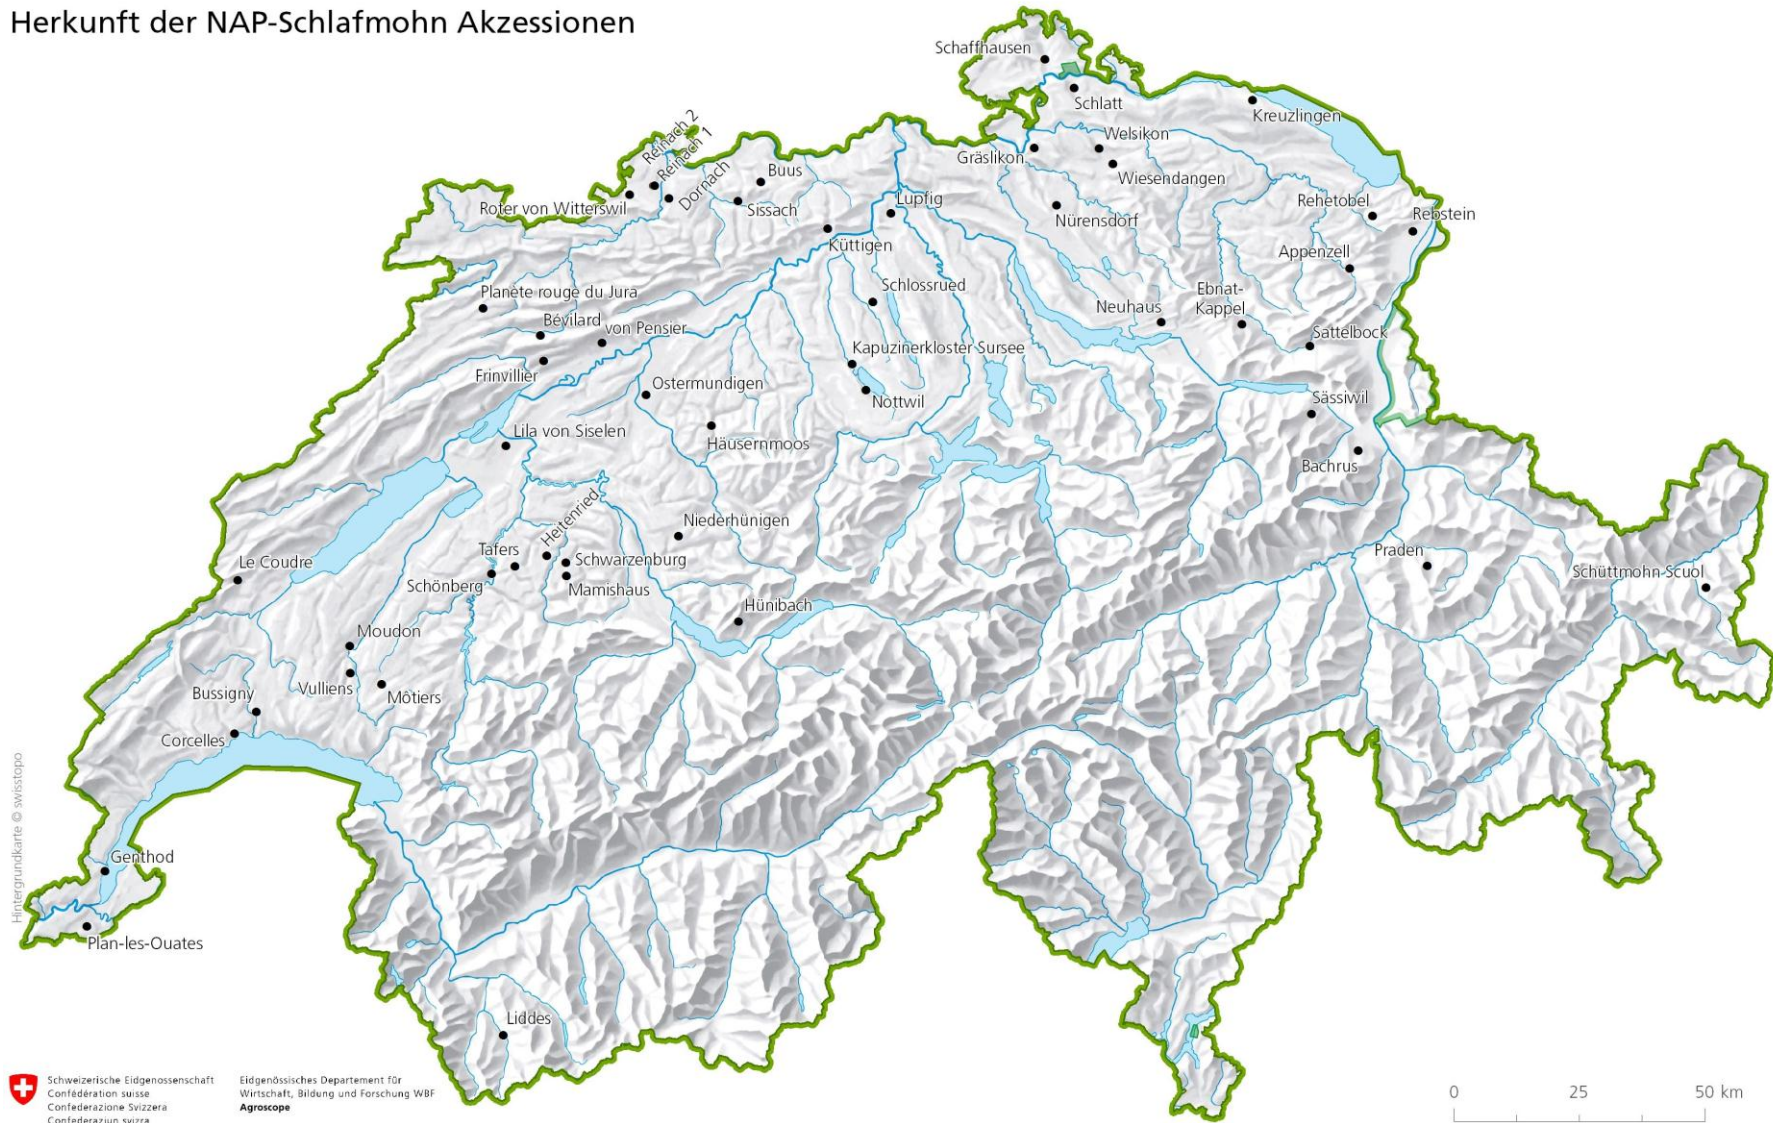 Herkunft der NAP-Schlafmohn Akzessionen
Schaffhausen
Schlatt
Kreuzlingen
Reinach 2
Reinach 1
Dornach
Buus
Gräslikon
Welsikon
Wiesendangen
Roter von Witterswil
Sissach
Lupfig
Nürensdorf
Rehetobel
Rebstein
Küttigen
Appenzell
Planète rouge du Jura
Schlossrued
Neuhaus
Ebnat-
Kappel
Bévilard
von Pensier
Sattelbock
Frinvillier
Kapuzinerkloster Sursee
Ostermundigen
Nottwil
Sässiwil
Lila von Siselen
Häusernmoos
Bachrus
Heitenried
Niederhünigen
Le Coudre
Tafers
Schwarzenburg
Praden
Schönberg
Mamishaus
Schüttmohn Scuol
Hünibach
Moudon
Vulliens
Môtiers
Bussigny
Corcelles
Genthod
Plan-les-Ouates
Liddes
Hintergrundkarte © swisstopo
Schweizerische Eidgenossenschaft
Confédération suisse
Confederazione Svizzera
Confederaziun svizra
Eidgenössisches Departement für
Wirtschaft, Bildung und Forschung WBF
Agroscope
0 25 50 km